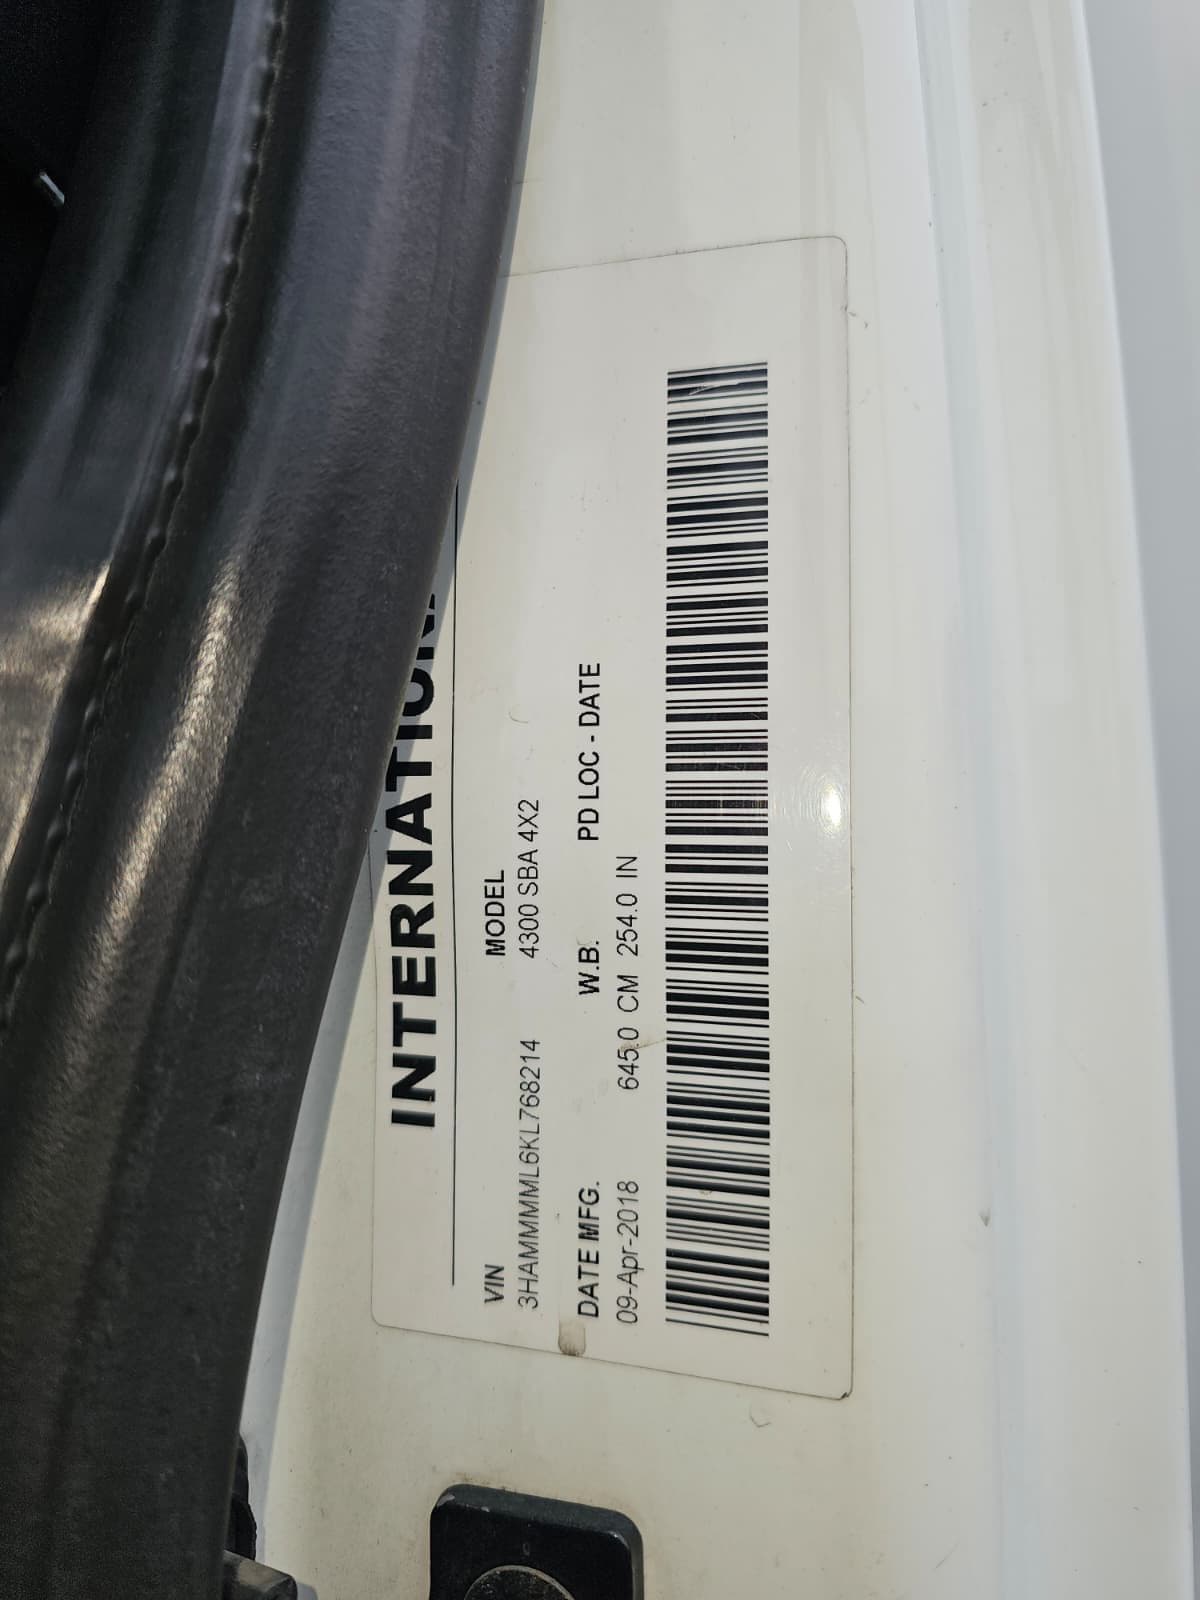 INTERNATION
VIN MODEL
3HAMMMML6KL768214 4300 SBA 4X2
DATE MFG. W.B. PD LOC - DATE
09-Apr-2018 645.0 CM 254.0 IN